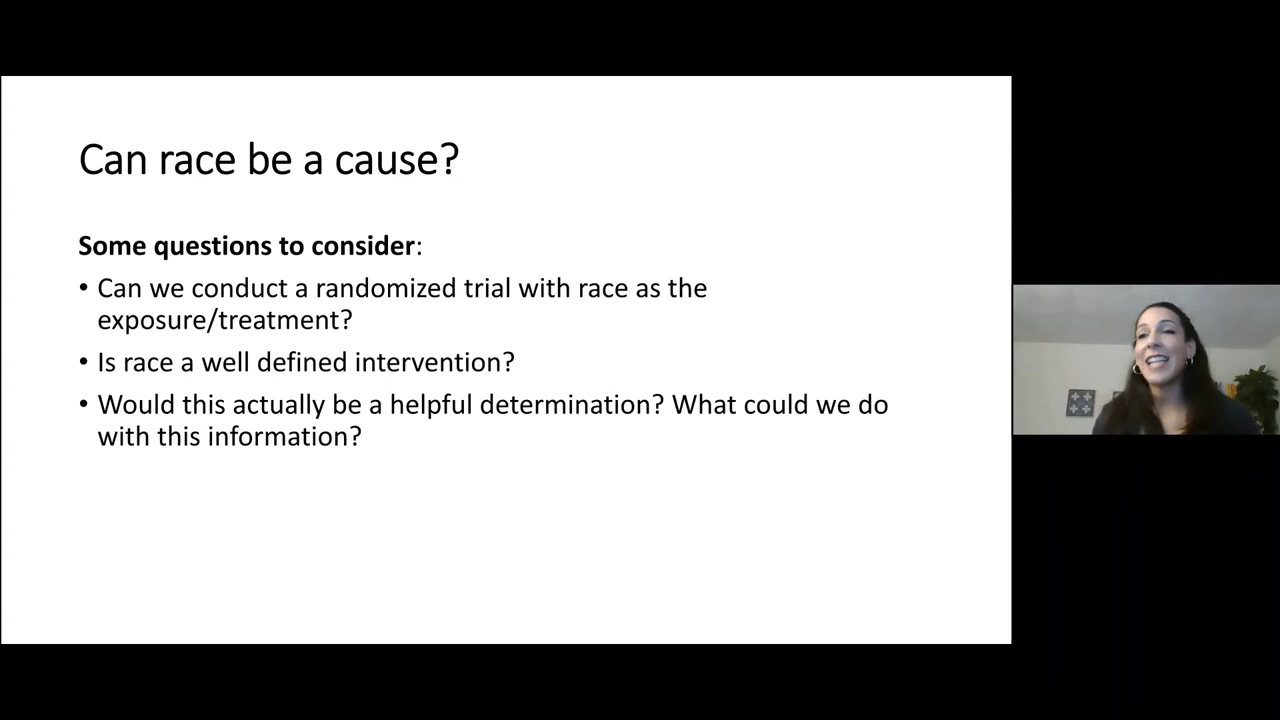 Can race be a cause?
Some questions to consider:
• Can we conduct a randomized trial with race as the
exposure/treatment?
• Is race a well defined intervention?
• Would this actually be a helpful determination? What could we do
with this information?